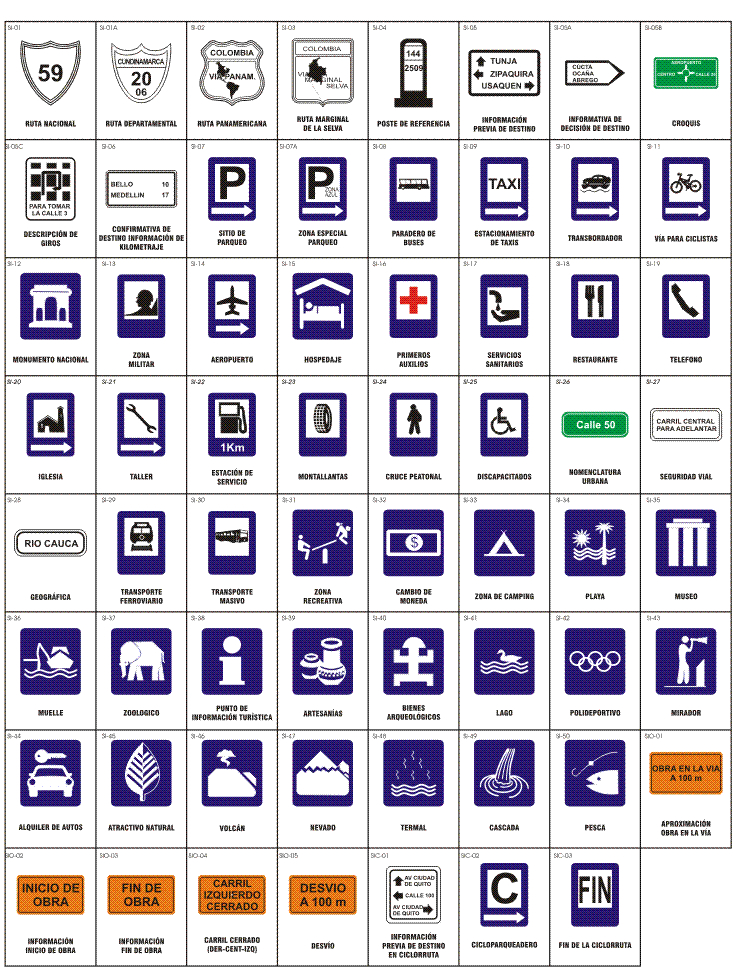 SI-01 SI-01A SI-02 SI-03 SI-04 SI-05 SI-05A SI-05B
59
CUNDINAMARCA
20
06
COLOMBIA
VIA PANAM.
COLOMBIA
VIA
MARGINAL
SELVA
144
2509
TUNJA
ZIPAQUIRA
USAQUEN
CÚCTA
OCAÑA
ABREGO
AEROPUERTO
CENTRO CALLE 26
RUTA NACIONAL
RUTA DEPARTAMENTAL
RUTA PANAMERICANA
RUTA MARGINAL
DE LA SELVA
POSTE DE REFERENCIA
INFORMACIÓN
PREVIA DE DESTINO
INFORMATIVA DE
DECISIÓN DE DESTINO
CROQUIS
SI-05C SI-06 SI-07 SI-07A SI-08 SI-09 SI-10 SI-11
PARA TOMAR
LA CALLE 3
BELLO 10
MEDELLIN 17
P
P
ZONA
AZUL
TAXI
DESCRIPCIÓN DE
GIROS
CONFIRMATIVA DE
DESTINO INFORMACIÓN DE
KILOMETRAJE
SITIO DE
PARQUEO
ZONA ESPECIAL
PARQUEO
PARADERO DE
BUSES
ESTACIONAMIENTO
DE TAXIS
TRANSBORDADOR
VÍA PARA CICLISTAS
SI-12 SI-13 SI-14 SI-15 SI-16 SI-17 SI-18 SI-19
MONUMENTO NACIONAL
ZONA
MILITAR
AEROPUERTO
HOSPEDAJE
PRIMEROS
AUXILIOS
SERVICIOS
SANITARIOS
RESTAURANTE
TELEFONO
SI-20 SI-21 SI-22 SI-23 SI-24 SI-25 SI-26 SI-27
1Km
Calle 50
CARRIL CENTRAL
PARA ADELANTAR
IGLESIA
TALLER
ESTACIÓN DE
SERVICIO
MONTALLANTAS
CRUCE PEATONAL
DISCAPACITADOS
NOMENCLATURA
URBANA
SEGURIDAD VIAL
SI-28 SI-29 SI-30 SI-31 SI-32 SI-33 SI-34 SI-35
RIO CAUCA
$
GEOGRÁFICA
TRANSPORTE
FERROVIARIO
TRANSPORTE
MASIVO
ZONA
RECREATIVA
CAMBIO DE
MONEDA
ZONA DE CAMPING
PLAYA
MUSEO
SI-36 SI-37 SI-38 SI-39 SI-40 SI-41 SI-42 SI-43
i
MUELLE
ZOOLOGICO
PUNTO DE
INFORMACIÓN TURÍSTICA
ARTESANÍAS
BIENES
ARQUEOLOGICOS
LAGO
POLIDEPORTIVO
MIRADOR
SI-44 SI-45 SI-46 SI-47 SI-48 SI-49 SI-50 SIO-01
OBRA EN LA VIA
A 100 m
ALQUILER DE AUTOS
ATRACTIVO NATURAL
VOLCÁN
NEVADO
TERMAL
CASCADA
PESCA
APROXIMACIÓN
OBRA EN LA VÍA
SIO-02 SIO-03 SIO-04 SIO-05 SIC-01 SIC-02 SIC-03
INICIO DE
OBRA
FIN DE
OBRA
CARRIL
IZQUIERDO
CERRADO
DESVIO
A 100 m
AV CIUDAD
DE QUITO
CALLE 100
AV CIUDAD
DE QUITO
C
FIN
INFORMACIÓN
INICIO DE OBRA
INFORMACIÓN
FIN DE OBRA
CARRIL CERRADO
(DER-CENT-IZQ)
DESVÍO
INFORMACIÓN
PREVIA DE DESTINO
EN CICLORRUTA
CICLOPARQUEADERO
FIN DE LA CICLORRUTA